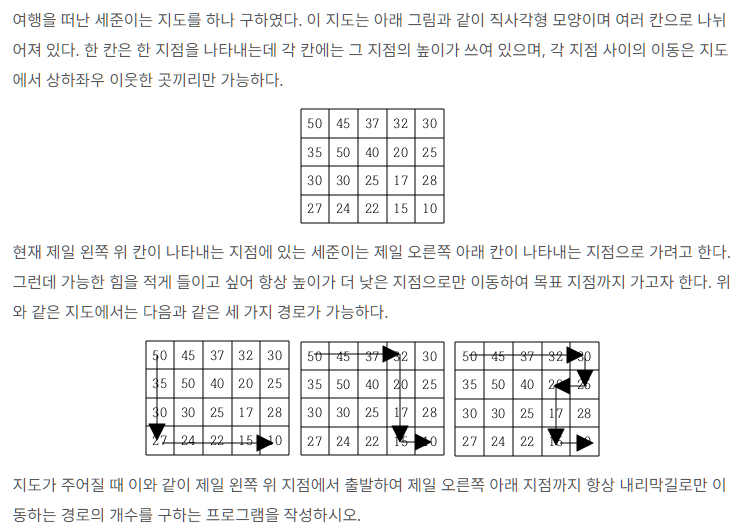 여행을 떠난 세준이는 지도를 하나 구하였다. 이 지도는 아래 그림과 같이 직사각형 모양이며 여러 칸으로 나뉘
어져 있다. 한 칸은 한 지점을 나타내는데 각 칸에는 그 지점의 높이가 쓰여 있으며, 각 지점 사이의 이동은 지도
에서 상하좌우 이웃한 곳끼리만 가능하다.
50 45 37 32 30
35 50 40 20 25
30 30 25 17 28
27 24 22 15 10
현재 제일 왼쪽 위 칸이 나타내는 지점에 있는 세준이는 제일 오른쪽 아래 칸이 나타내는 지점으로 가려고 한다.
그런데 가능한 힘을 적게 들이고 싶어 항상 높이가 더 낮은 지점으로만 이동하여 목표 지점까지 가고자 한다. 위
와 같은 지도에서는 다음과 같은 세 가지 경로가 가능하다.
50 45 37 32 30
35 50 40 20 25
30 30 25 17 28
27 24 22 15 10
50 45 37 32 30
35 50 40 20 25
30 30 25 17 28
27 24 22 15 10
50 45 37 32 30
35 50 40 20 25
30 30 25 17 28
27 24 22 15
지도가 주어질 때 이와 같이 제일 왼쪽 위 지점에서 출발하여 제일 오른쪽 아래 지점까지 항상 내리막길로만 이
동하는 경로의 개수를 구하는 프로그램을 작성하시오.